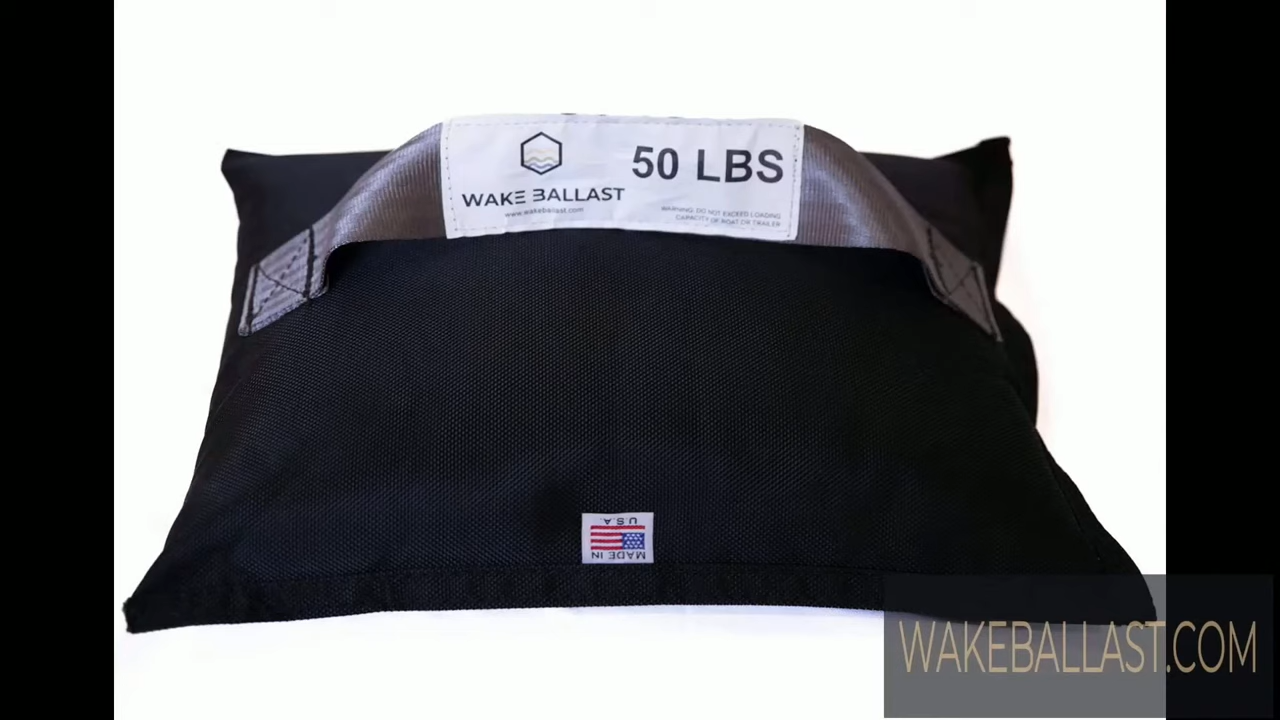 50 LBS
WAKE BALLAST
www.wakeballast.com
WARNING: DO NOT EXCEED LOADING
CAPACITY OF BOAT OR TRAILER
MADE IN
U.S.A.
WAKEBALLAST.COM